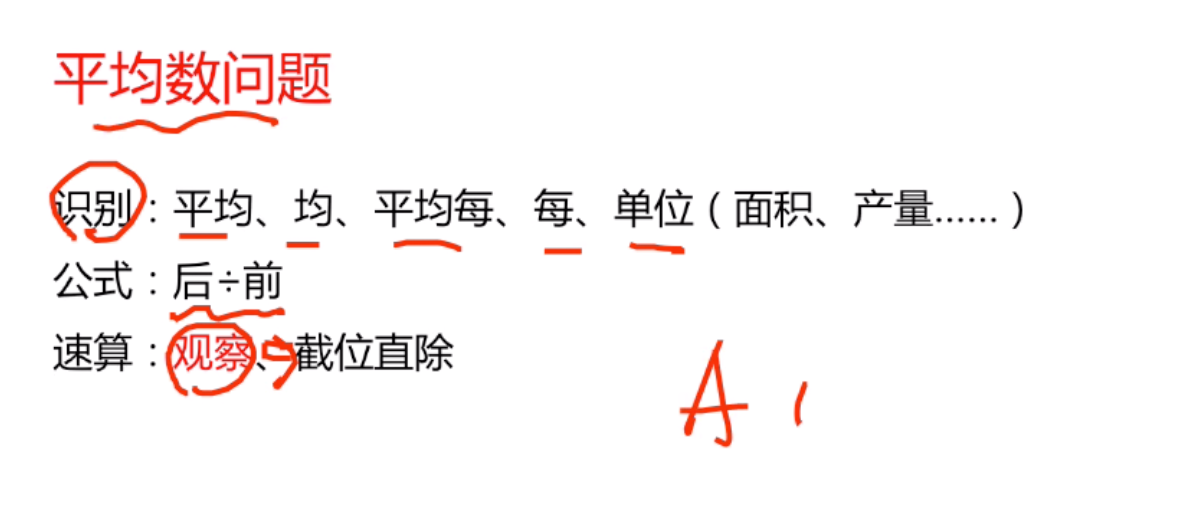 平均数问题
识别：平均、均、平均每、每、单位（面积、产量……）
公式：后÷前
速算：观察、截位直除
A